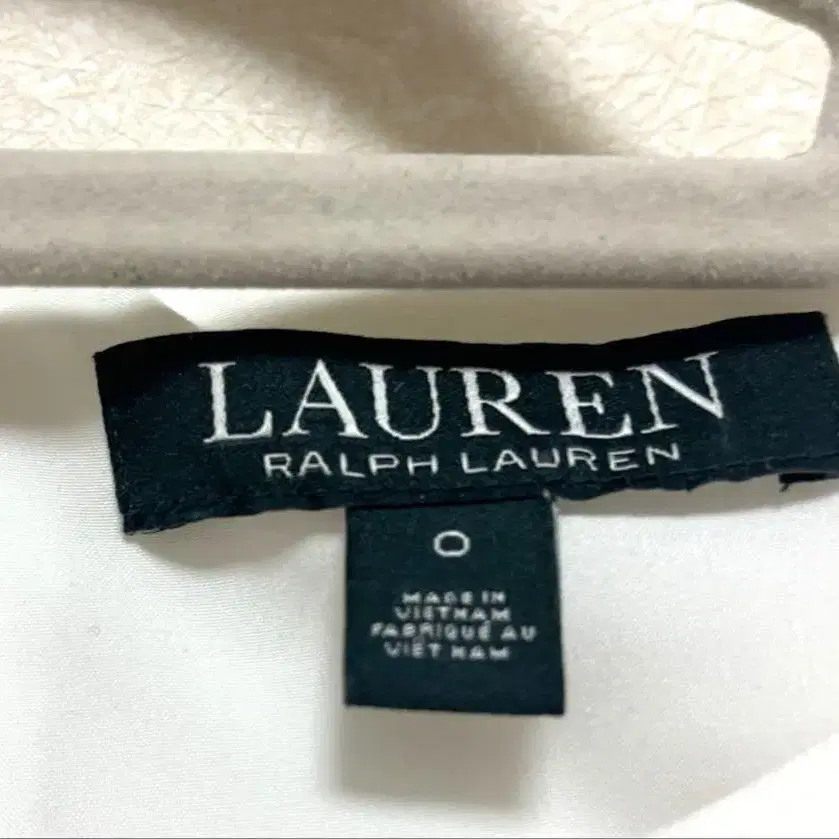 LAUREN
RALPH LAUREN
0
MADE IN
VIETNAM
FABRIQUÉ AU
VIET NAM